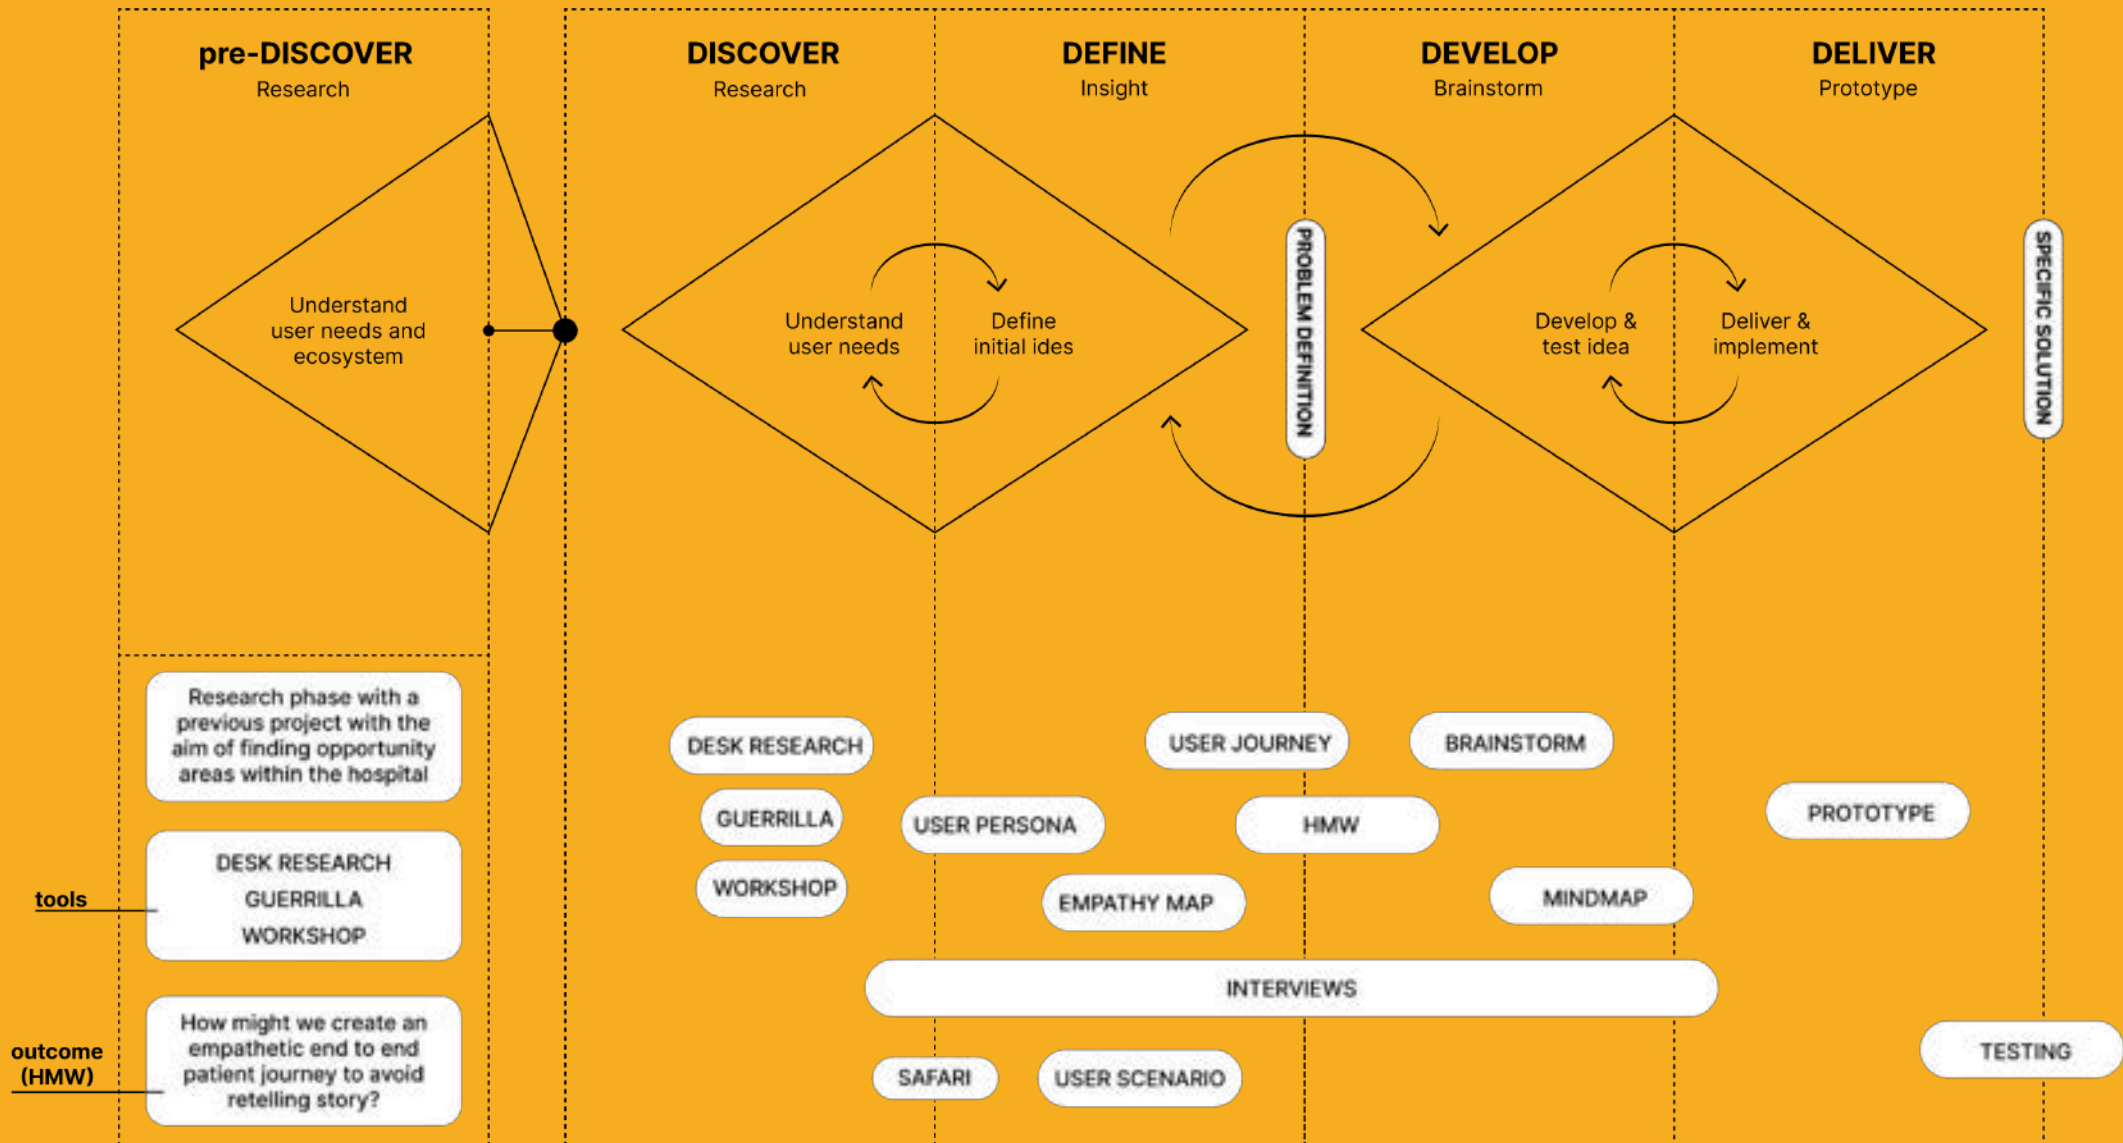 pre-DISCOVER
Research
DISCOVER
Research
DEFINE
Insight
DEVELOP
Brainstorm
DELIVER
Prototype
Understand
user needs and
ecosystem
Understand
user needs
Define
initial ides
PROBLEM DEFINITION
Develop &
test idea
Deliver &
implement
SPECIFIC SOLUTION
Research phase with a
previous project with the
aim of finding opportunity
areas within the hospital
tools
DESK RESEARCH
GUERRILLA
WORKSHOP
outcome
(HMW)
How might we create an
empathetic end to end
patient journey to avoid
retelling story?
DESK RESEARCH
GUERRILLA
WORKSHOP
USER JOURNEY
BRAINSTORM
USER PERSONA
HMW
PROTOTYPE
EMPATHY MAP
MINDMAP
INTERVIEWS
SAFARI
USER SCENARIO
TESTING